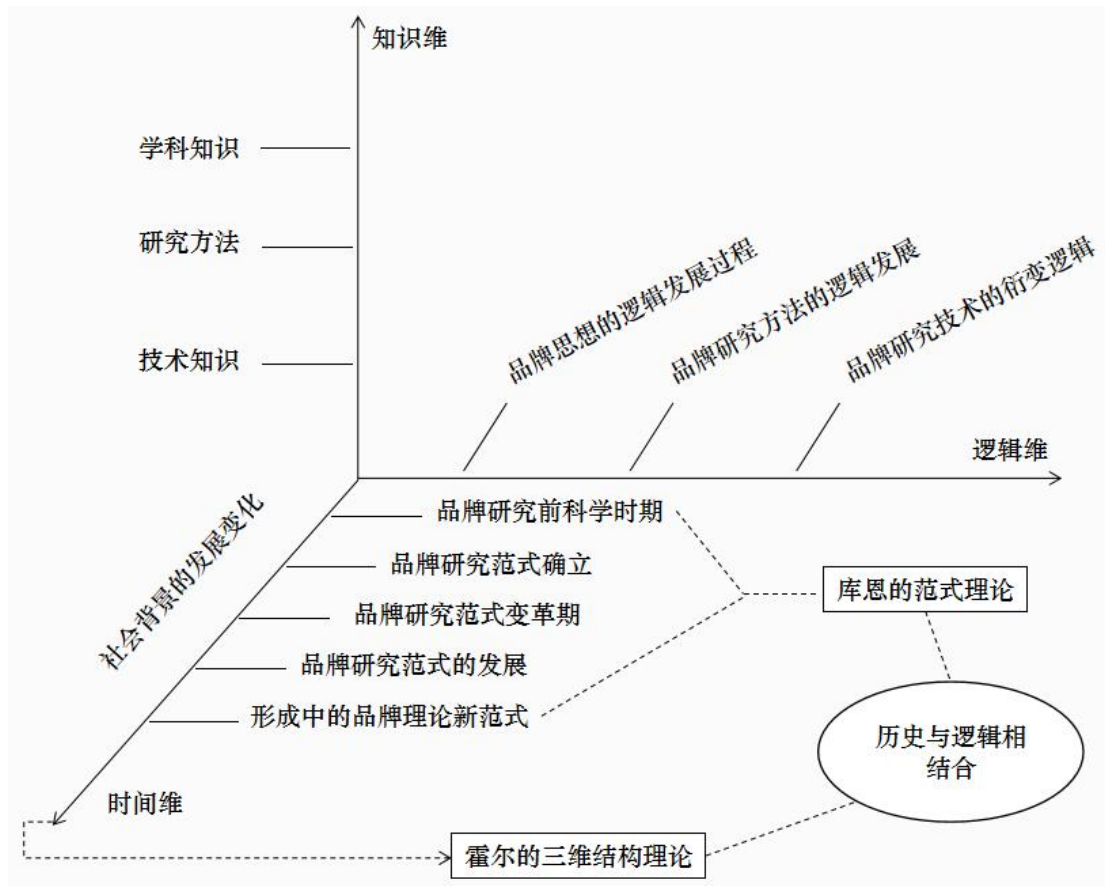 知识维
学科知识
研究方法
技术知识
品牌思想的逻辑发展过程
品牌研究方法的逻辑发展
品牌研究技术的衍变逻辑
逻辑维
社会背景的发展变化
品牌研究前科学时期
品牌研究范式确立
品牌研究范式变革期
品牌研究范式的发展
形成中的品牌理论新范式
时间维
库恩的范式理论
历史与逻辑相
结合
霍尔的三维结构理论